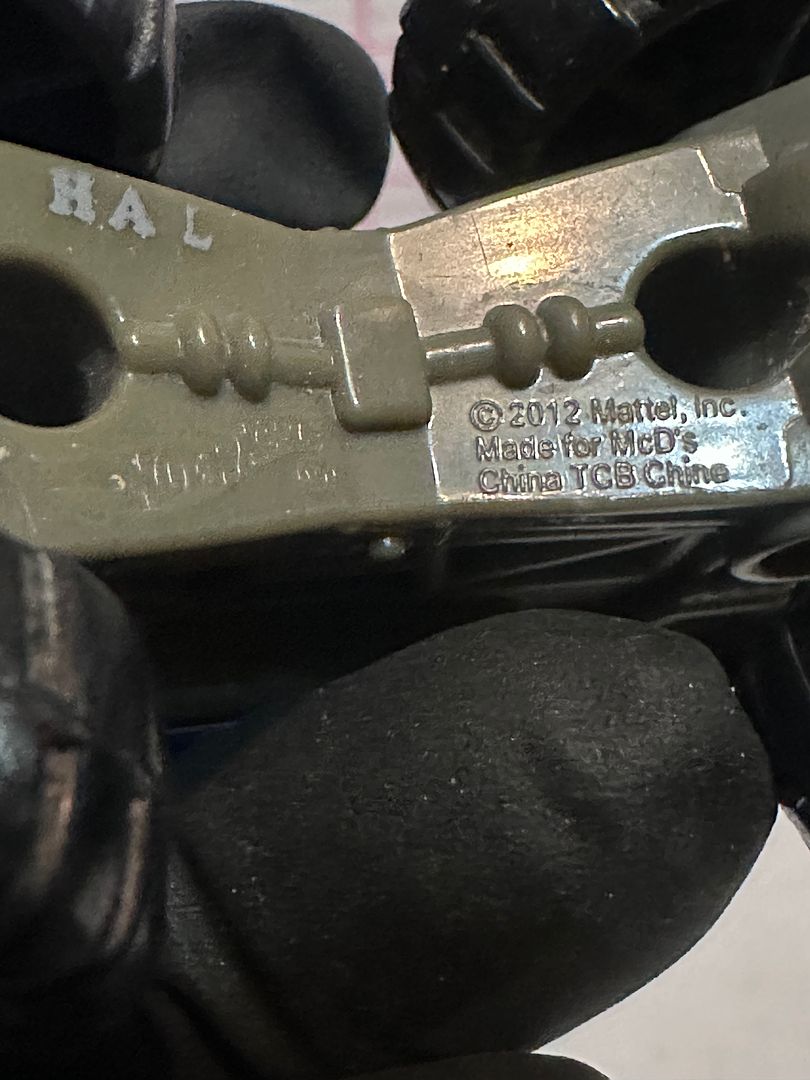 HAL
© 2012 Mattel, Inc.
Made for McD's
China TCB Chine